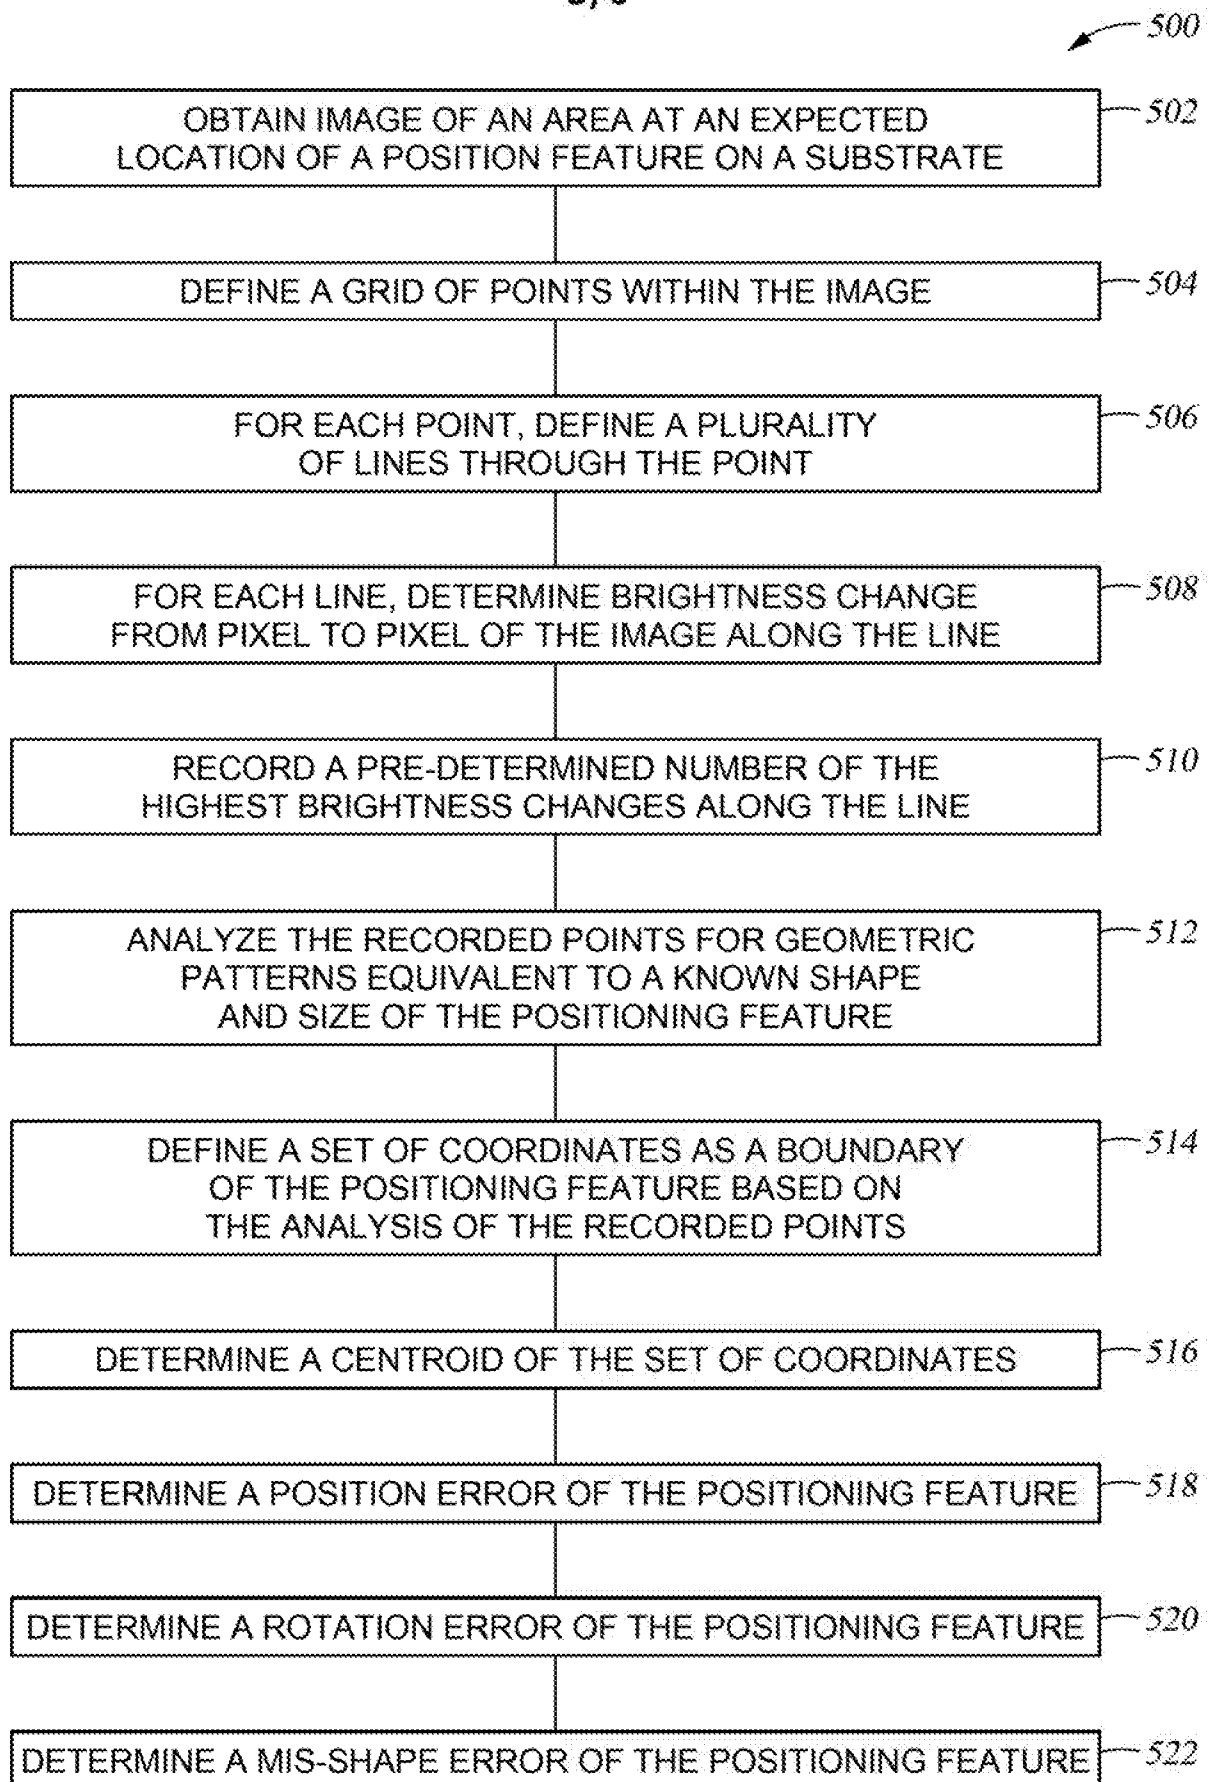 500
OBTAIN IMAGE OF AN AREA AT AN EXPECTED
LOCATION OF A POSITION FEATURE ON A SUBSTRATE
502
DEFINE A GRID OF POINTS WITHIN THE IMAGE
504
FOR EACH POINT, DEFINE A PLURALITY
OF LINES THROUGH THE POINT
506
FOR EACH LINE, DETERMINE BRIGHTNESS CHANGE
FROM PIXEL TO PIXEL OF THE IMAGE ALONG THE LINE
508
RECORD A PRE-DETERMINED NUMBER OF THE
HIGHEST BRIGHTNESS CHANGES ALONG THE LINE
510
ANALYZE THE RECORDED POINTS FOR GEOMETRIC
PATTERNS EQUIVALENT TO A KNOWN SHAPE
AND SIZE OF THE POSITIONING FEATURE
512
DEFINE A SET OF COORDINATES AS A BOUNDARY
OF THE POSITIONING FEATURE BASED ON
THE ANALYSIS OF THE RECORDED POINTS
514
DETERMINE A CENTROID OF THE SET OF COORDINATES
516
DETERMINE A POSITION ERROR OF THE POSITIONING FEATURE
518
DETERMINE A ROTATION ERROR OF THE POSITIONING FEATURE
520
DETERMINE A MIS-SHAPE ERROR OF THE POSITIONING FEATURE
522